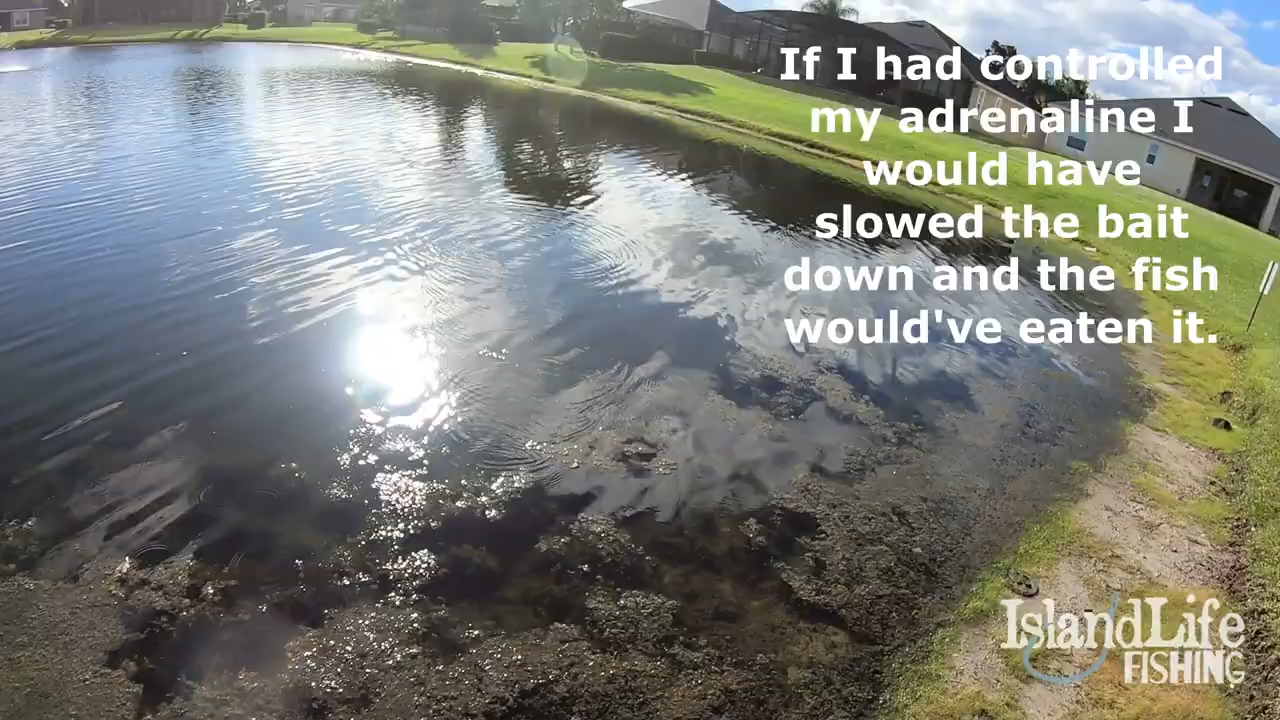 If I had controlled
my adrenaline I
would have
slowed the bait
down and the fish
would've eaten it.
IslandLife
FISHING